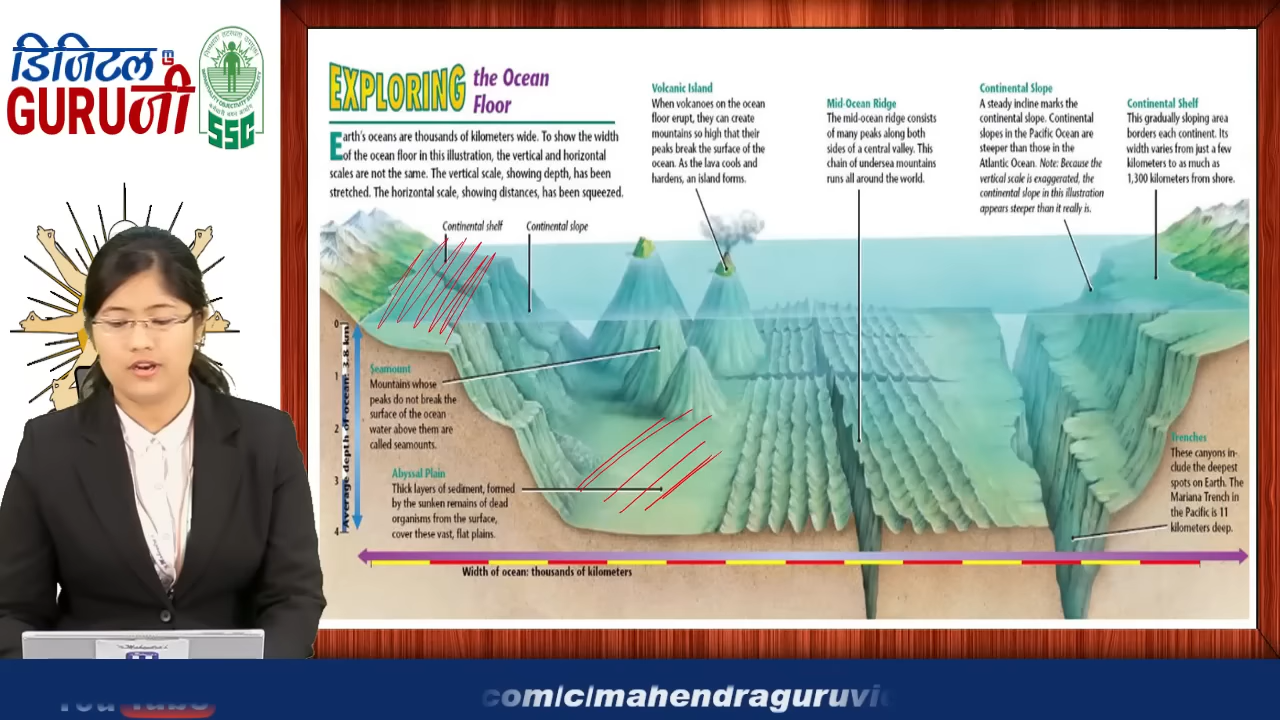 डिजिटल
GURUजी
SSC
EXPLORING the Ocean
Floor
Earth's oceans are thousands of kilometers wide. To show the width
of the ocean floor in this illustration, the vertical and horizontal
scales are not the same. The vertical scale, showing depth, has been
stretched. The horizontal scale, showing distances, has been squeezed.
Volcanic Island
When volcanoes on the ocean
floor erupt, they can create
mountains so high that their
peaks break the surface of the
ocean. As the lava cools and
hardens, an island forms.
Mid-Ocean Ridge
The mid-ocean ridge consists
of many peaks along both
sides of a central valley. This
chain of undersea mountains
runs all around the world.
Continental Slope
A steady incline marks the
continental slope. Continental
slopes in the Pacific Ocean are
steeper than those in the
Atlantic Ocean. Note: Because the
vertical scale is exaggerated, the
continental slope in this illustration
appears steeper than it really is.
Continental Shelf
This gradually sloping area
borders each continent. Its
width varies from just a few
kilometers to as much as
1,300 kilometers from shore.
Continental shelf
Continental slope
0
1
2
3
4
Average depth of ocean: 3.8 km
Seamount
Mountains whose
peaks do not break the
surface of the ocean
water above them are
called seamounts.
Abyssal Plain
Thick layers of sediment, formed
by the sunken remains of dead
organisms from the surface,
cover these vast, flat plains.
Trenches
These canyons in-
clude the deepest
spots on Earth. The
Mariana Trench in
the Pacific is 11
kilometers deep.
Width of ocean: thousands of kilometers
You Tube
com/c/mahendraguruvi